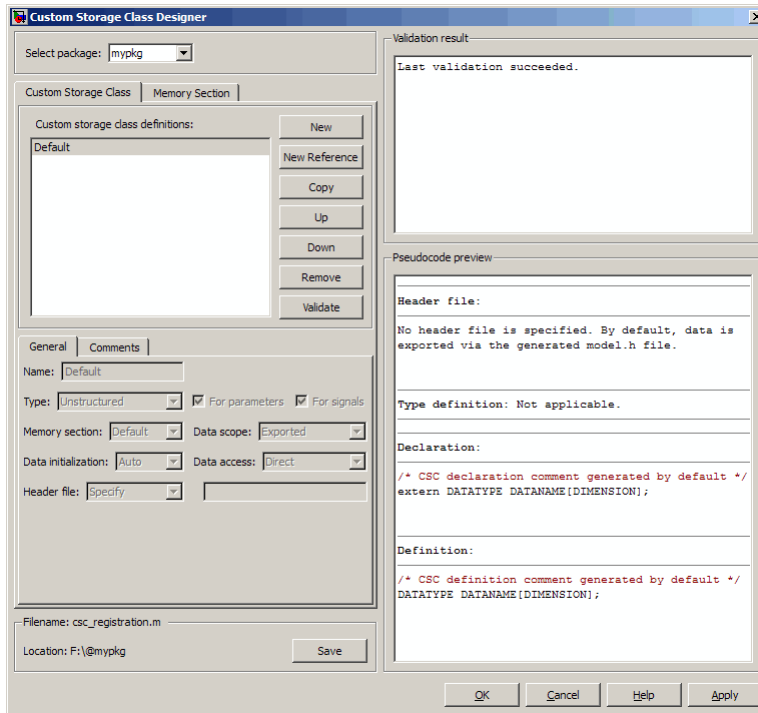 Custom Storage Class Designer
Select package: mypkg
Custom Storage Class
Memory Section
Custom storage class definitions:
Default
New
New Reference
Copy
Up
Down
Remove
Validate
General
Comments
Name: Default
Type: Unstructured
For parameters
For signals
Memory section: Default
Data scope: Exported
Data initialization: Auto
Data access: Direct
Header file: Specify
Filename: csc_registration.m
Location: F:\@mypkg
Save
Validation result
Last validation succeeded.
Pseudocode preview
Header file:
No header file is specified. By default, data is
exported via the generated model.h file.
Type definition: Not applicable.
Declaration:
/* CSC declaration comment generated by default */
extern DATATYPE DATANAME[DIMENSION];
Definition:
/* CSC definition comment generated by default */
DATATYPE DATANAME[DIMENSION];
OK
Cancel
Help
Apply